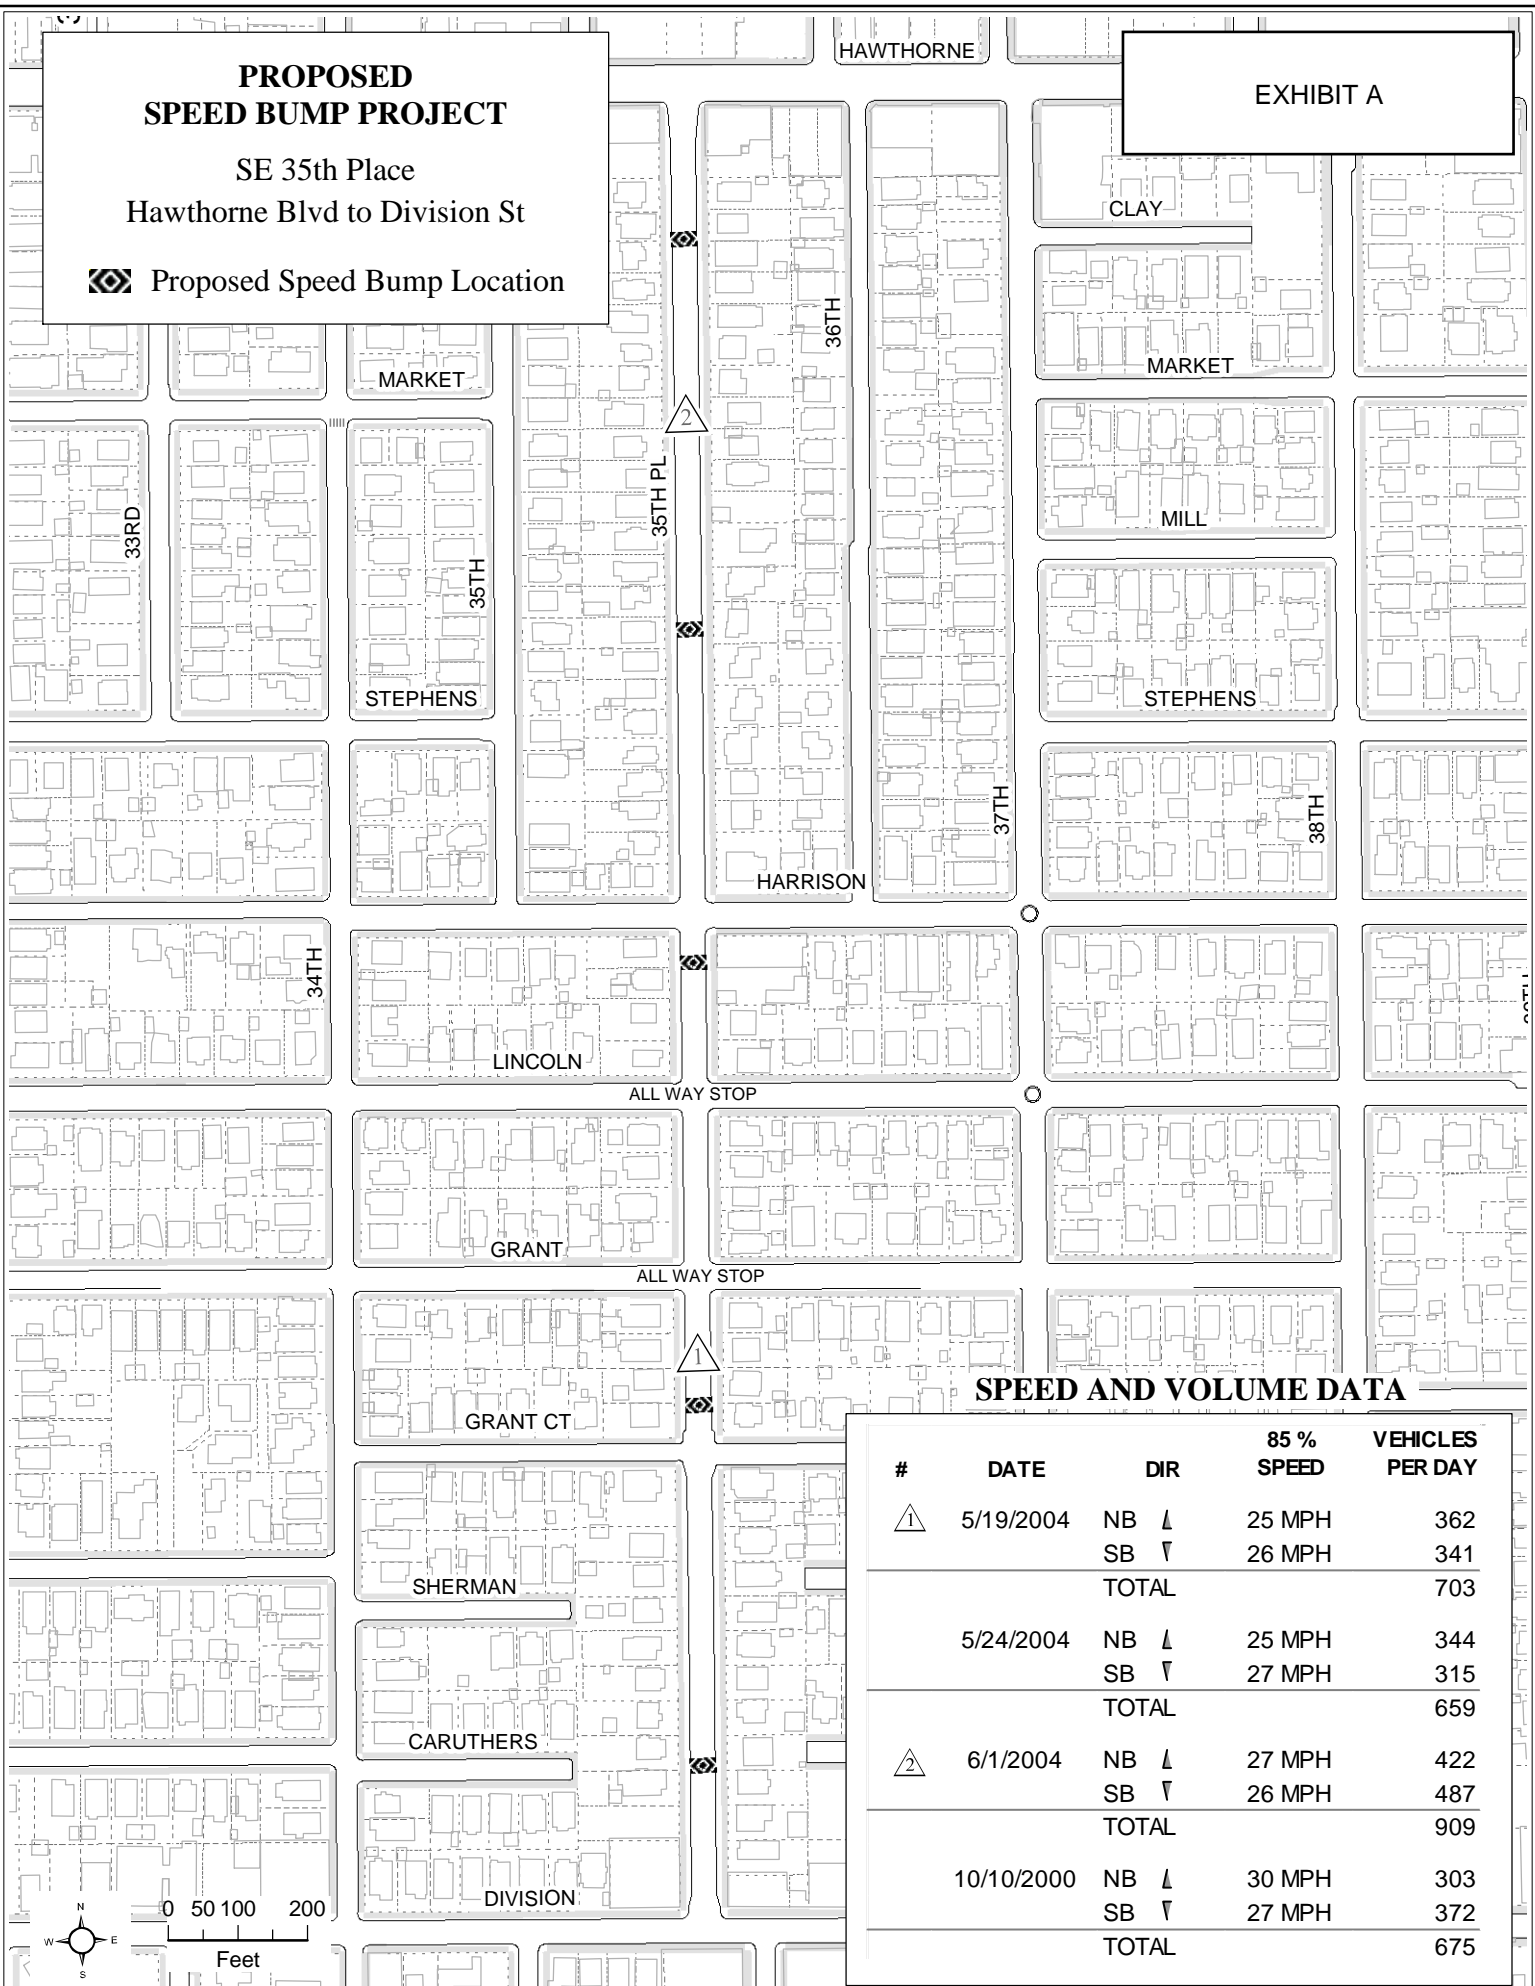 HAWTHORNE
PROPOSED
SPEED BUMP PROJECT
SE 35th Place
Hawthorne Blvd to Division St
Proposed Speed Bump Location
EXHIBIT A
CLAY
36TH
MARKET
MARKET
2
35TH PL
33RD
35TH
MILL
STEPHENS
STEPHENS
37TH
38TH
HARRISON
34TH
LINCOLN
ALL WAY STOP
GRANT
ALL WAY STOP
1
GRANT CT
SHERMAN
CARUTHERS
DIVISION
SPEED AND VOLUME DATA
# DATE DIR 85 % SPEED VEHICLES PER DAY
1 5/19/2004 NB 25 MPH 362
SB 26 MPH 341
TOTAL 703
5/24/2004 NB 25 MPH 344
SB 27 MPH 315
TOTAL 659
2 6/1/2004 NB 27 MPH 422
SB 26 MPH 487
TOTAL 909
10/10/2000 NB 30 MPH 303
SB 27 MPH 372
TOTAL 675
N
W E
S
0 50 100 200
Feet